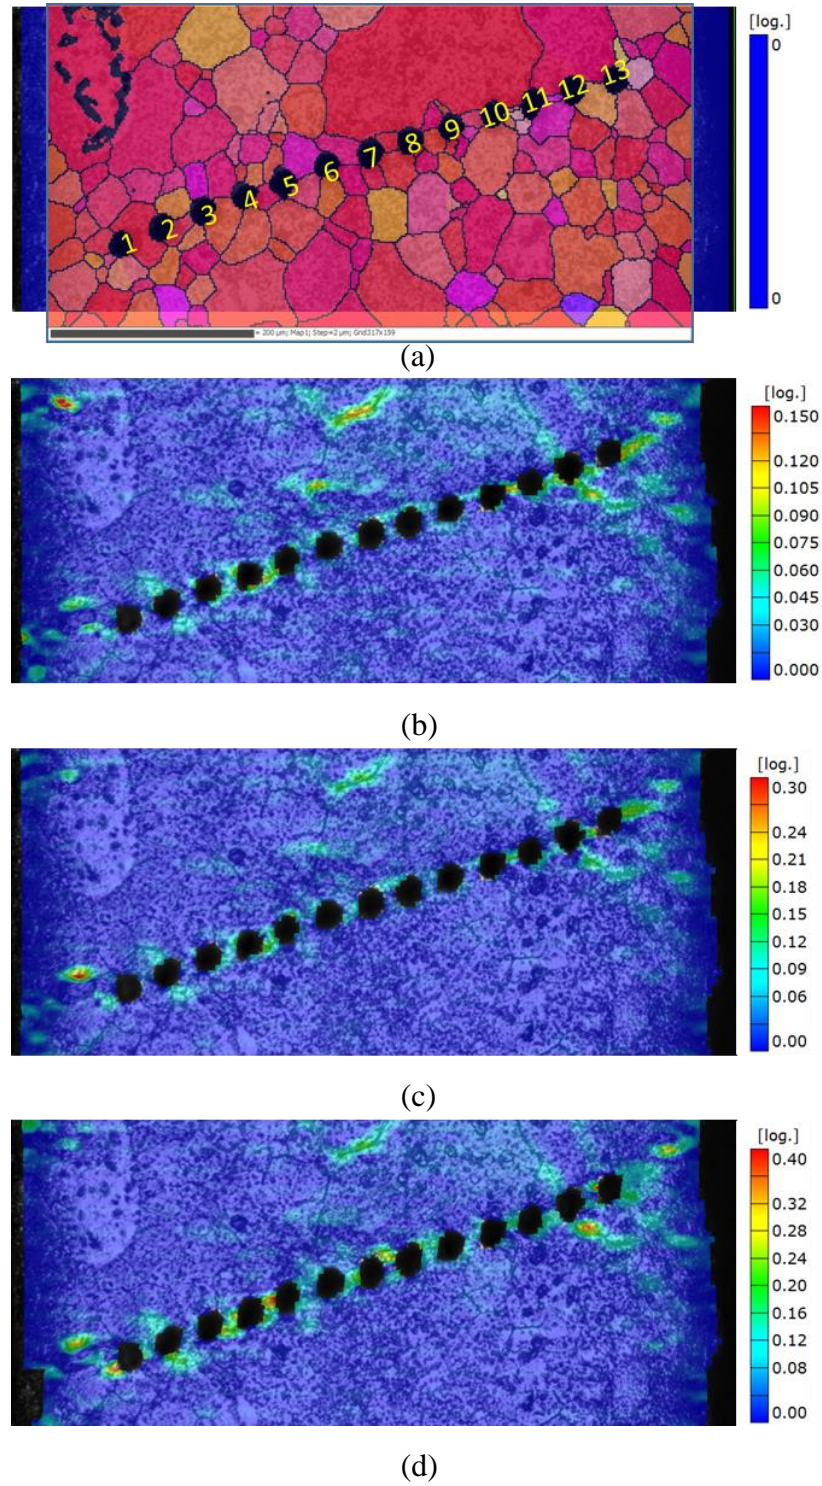 [log.]
0
1 2 3 4 5 6 7 8 9 10 11 12 13
0
= 200 μm; Map1; Step=2 μm; Grid317x159
(a)
[log.]
0.150
0.120
0.105
0.090
0.075
0.060
0.045
0.030
0.000
(b)
[log.]
0.30
0.24
0.21
0.18
0.15
0.12
0.09
0.06
0.00
(c)
[log.]
0.40
0.32
0.28
0.24
0.20
0.16
0.12
0.08
0.00
(d)